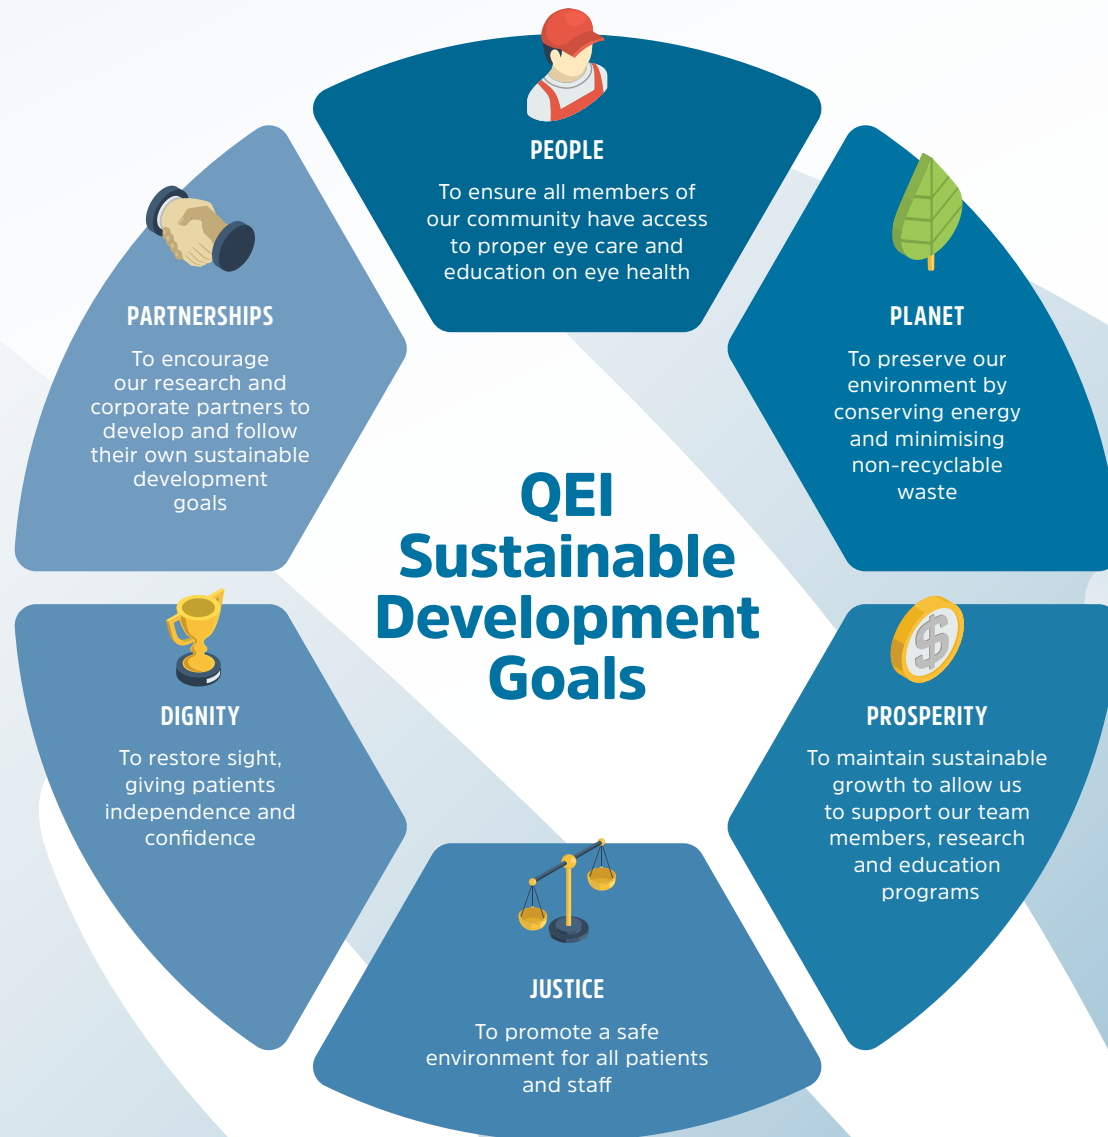 PEOPLE
To ensure all members of
our community have access
to proper eye care and
education on eye health
PLANET
To preserve our
environment by
conserving energy
and minimising
non-recyclable
waste
PROSPERITY
To maintain sustainable
growth to allow us
to support our team
members, research
and education
programs
JUSTICE
To promote a safe
environment for all patients
and staff
DIGNITY
To restore sight,
giving patients
independence and
confidence
PARTNERSHIPS
To encourage
our research and
corporate partners to
develop and follow
their own sustainable
development
goals
QEI
Sustainable
Development
Goals
$